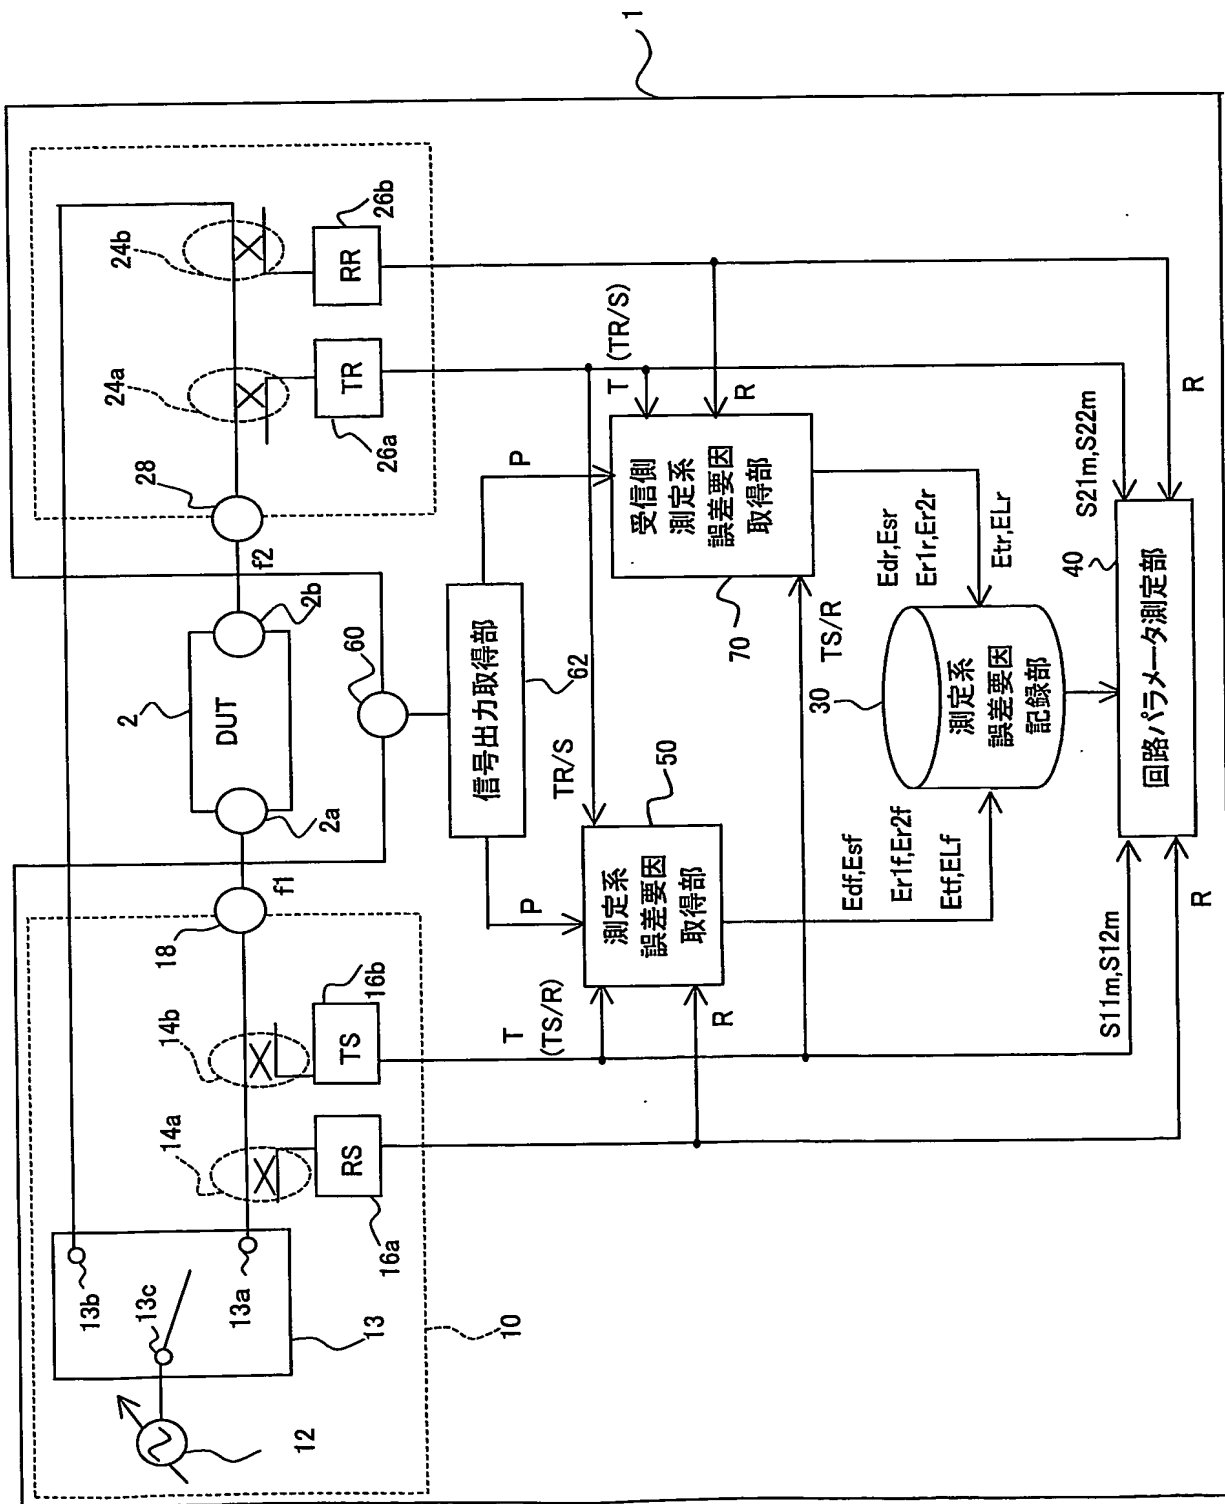 1
12
13
13a
13b
13c
10
14a
14b
RS
16a
TS
16b
18
f1
2a
DUT
2
2b
f2
28
24a
24b
TR
26a
RR
26b
60
信号出力取得部
62
P
P
T
(TS/R)
R
TR/S
測定系
誤差要因
取得部
50
T
(TR/S)
R
受信側
測定系
誤差要因
取得部
70
TS/R
Edf,Esf
Er1f,Er2f
Etf,ELf
Edr,Esr
Er1r,Er2r
Etr,ELr
30
測定系
誤差要因
記録部
S11m,S12m
R
S21m,S22m
R
40
回路パラメータ測定部